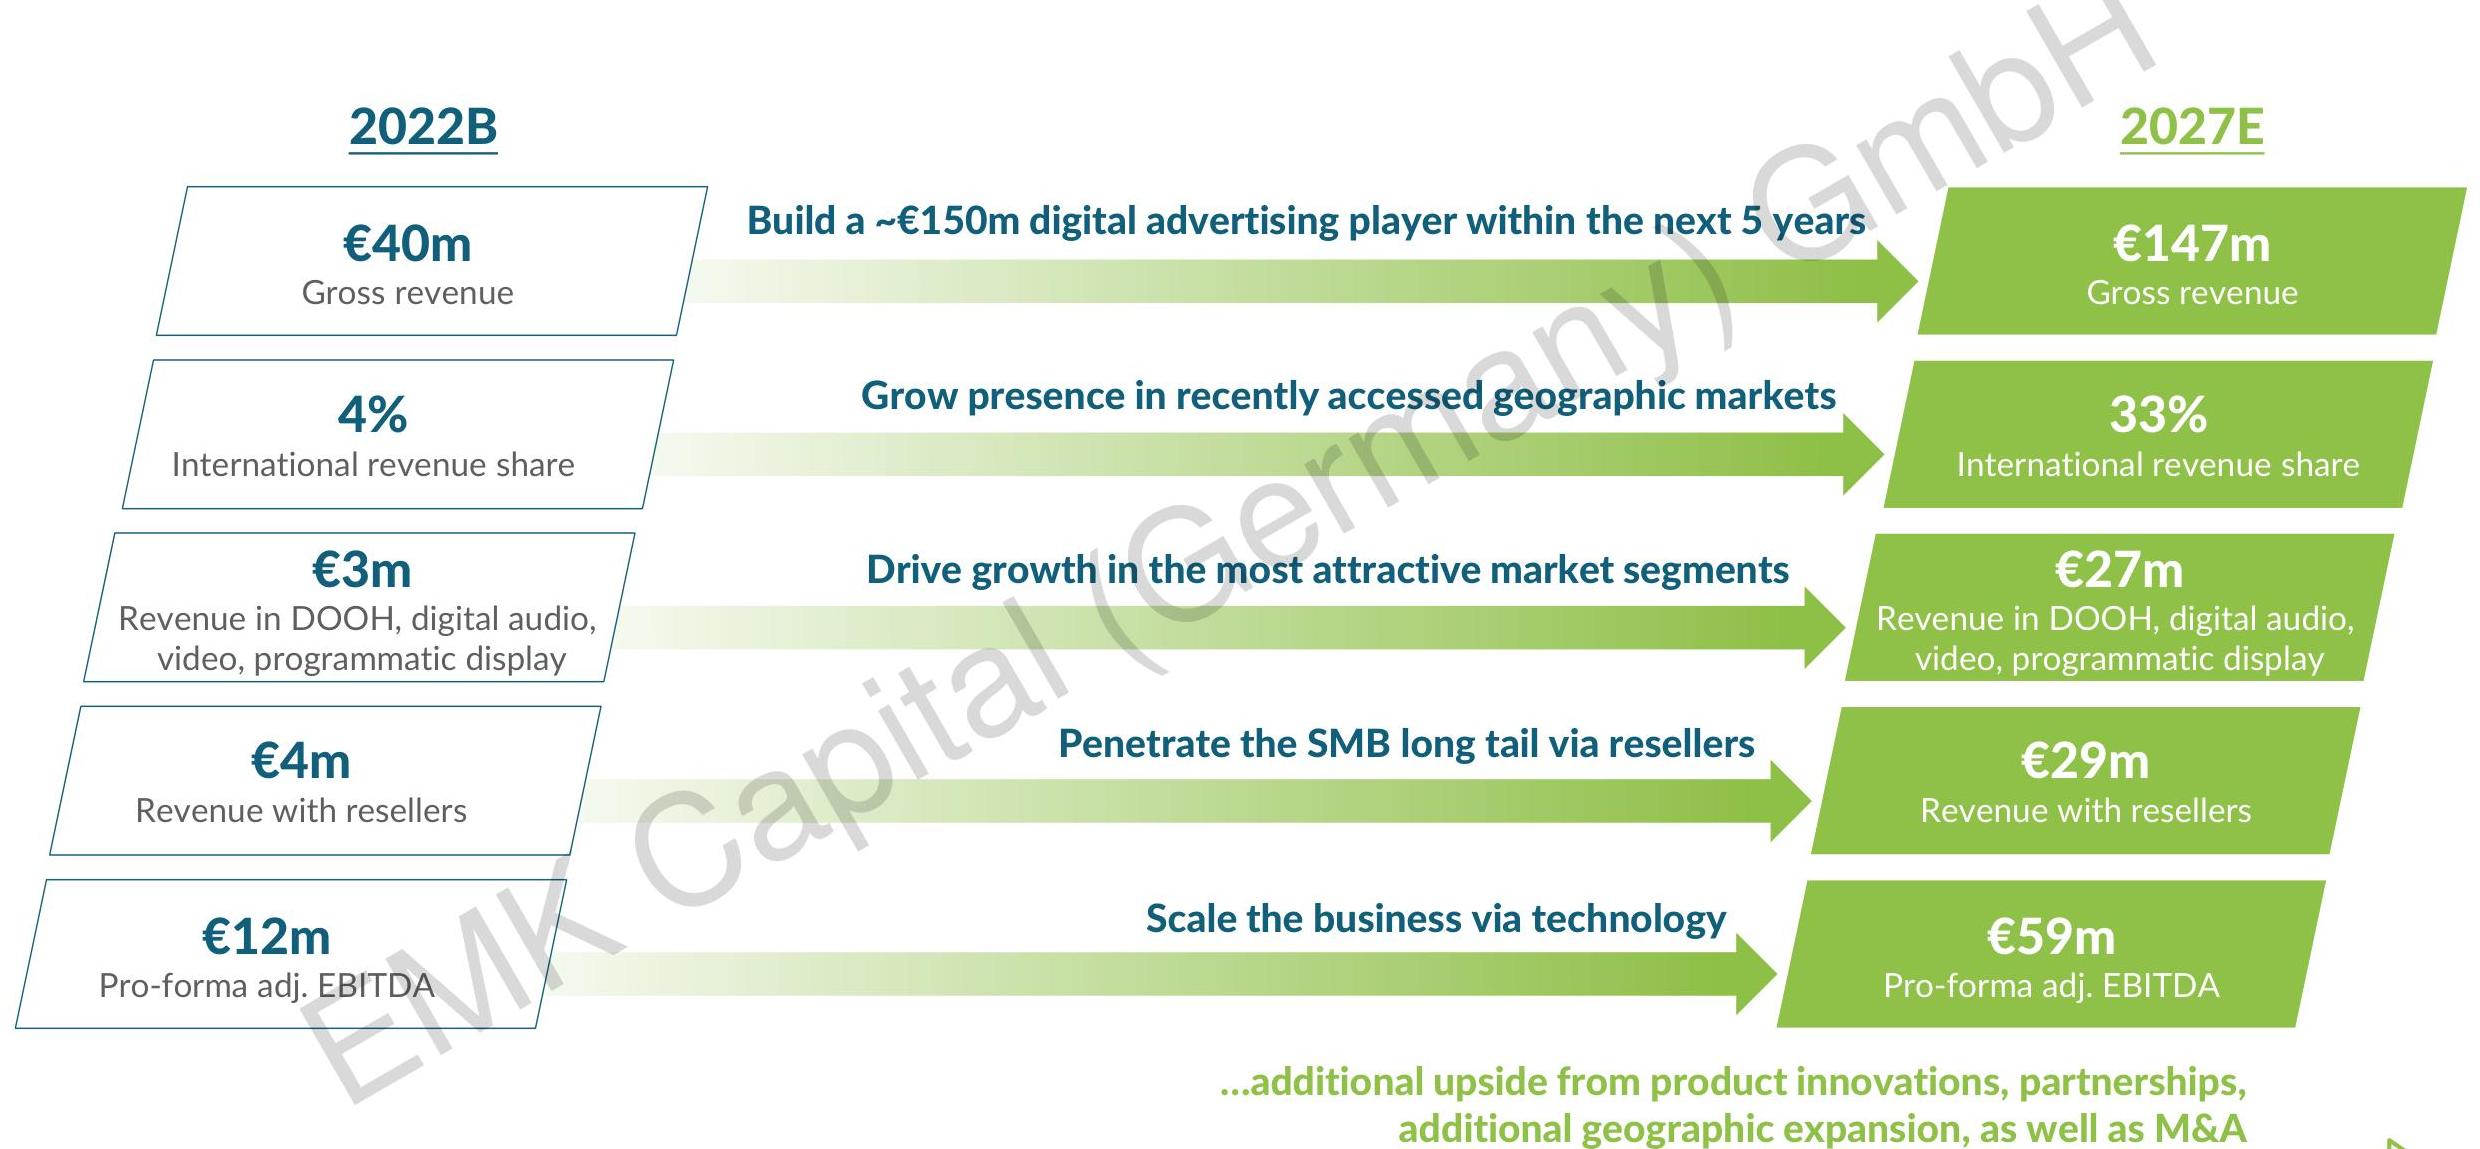 2022B
2027E
€40m
Gross revenue
Build a ~€150m digital advertising player within the next 5 years
€147m
Gross revenue
4%
International revenue share
Grow presence in recently accessed geographic markets
33%
International revenue share
€3m
Revenue in DOOH, digital audio,
video, programmatic display
Drive growth in the most attractive market segments
€27m
Revenue in DOOH, digital audio,
video, programmatic display
€4m
Revenue with resellers
Penetrate the SMB long tail via resellers
€29m
Revenue with resellers
€12m
Pro-forma adj. EBITDA
Scale the business via technology
€59m
Pro-forma adj. EBITDA
...additional upside from product innovations, partnerships,
additional geographic expansion, as well as M&A
EMK Capital (Germany) GmbH